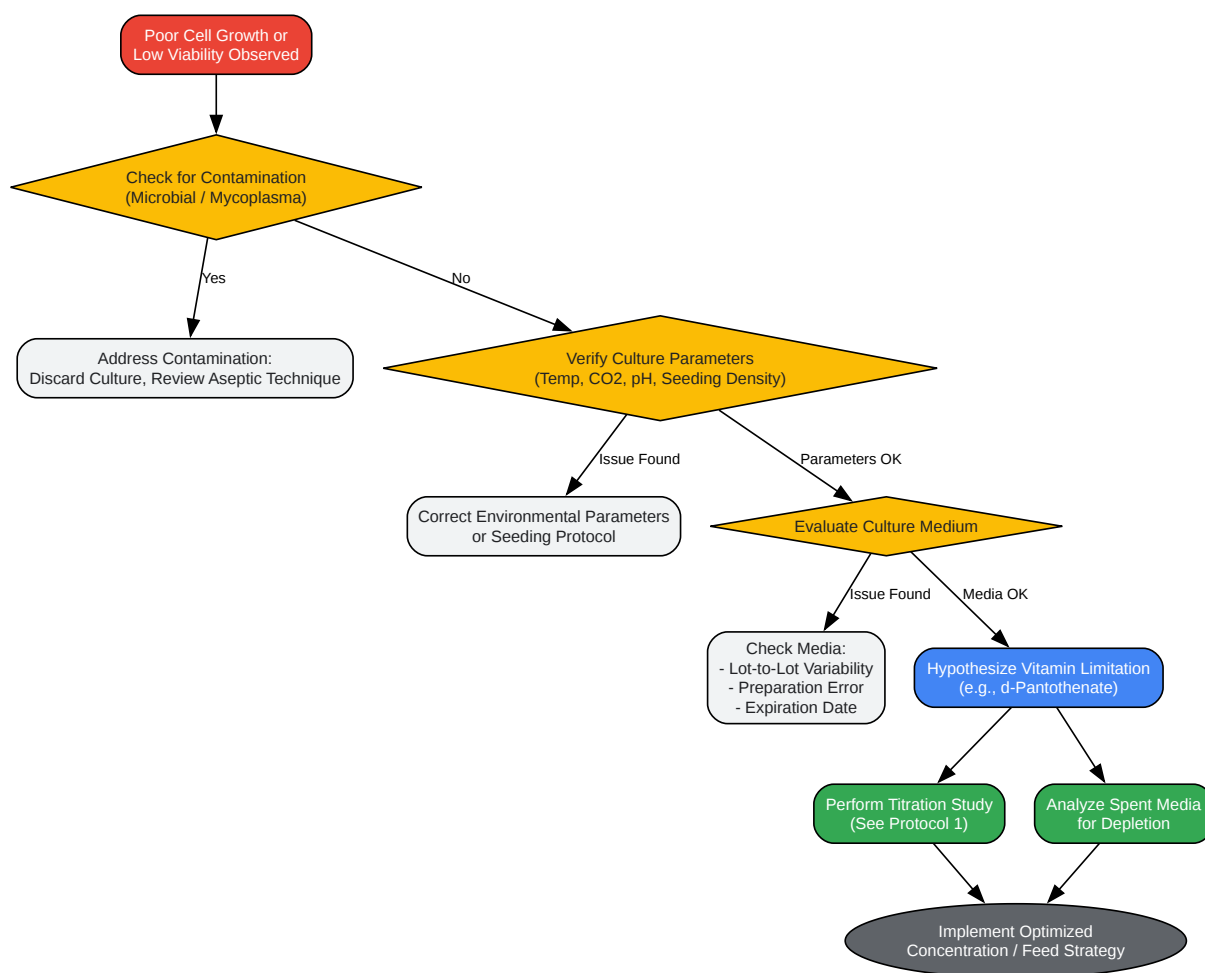 Poor Cell Growth or
Low Viability Observed
Check for Contamination
(Microbial / Mycoplasma)
Yes
No
Address Contamination:
Discard Culture, Review Aseptic Technique
Verify Culture Parameters
(Temp, CO2, pH, Seeding Density)
Issue Found
Parameters OK
Correct Environmental Parameters
or Seeding Protocol
Evaluate Culture Medium
Issue Found
Media OK
Check Media:
- Lot-to-Lot Variability
- Preparation Error
- Expiration Date
Hypothesize Vitamin Limitation
(e.g., d-Pantothenate)
Perform Titration Study
(See Protocol 1)
Analyze Spent Media
for Depletion
Implement Optimized
Concentration / Feed Strategy